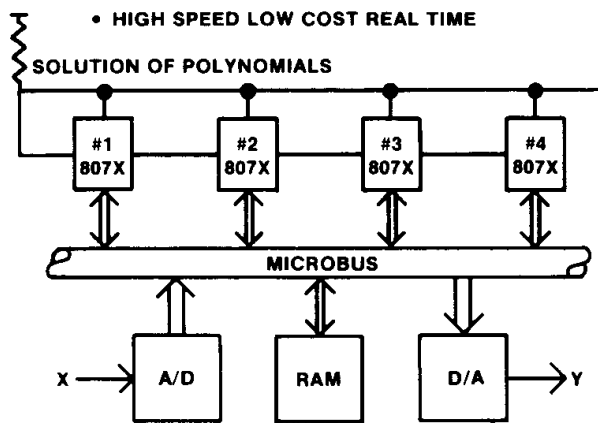 • HIGH SPEED LOW COST REAL TIME
SOLUTION OF POLYNOMIALS
#1
807X
#2
807X
#3
807X
#4
807X
MICROBUS
X
A/D
RAM
D/A
Y